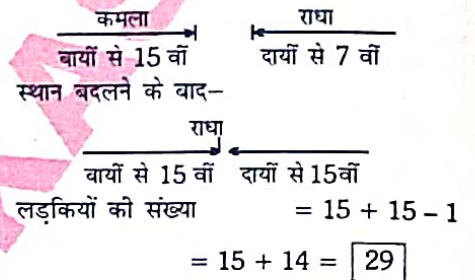 कमला राधा
बायीं से 15 वीं दायीं से 7 वीं
स्थान बदलने के बाद–
राधा
बायीं से 15 वीं दायीं से 15वीं
लड़कियों की संख्या = 15 + 15 – 1
= 15 + 14 = 29